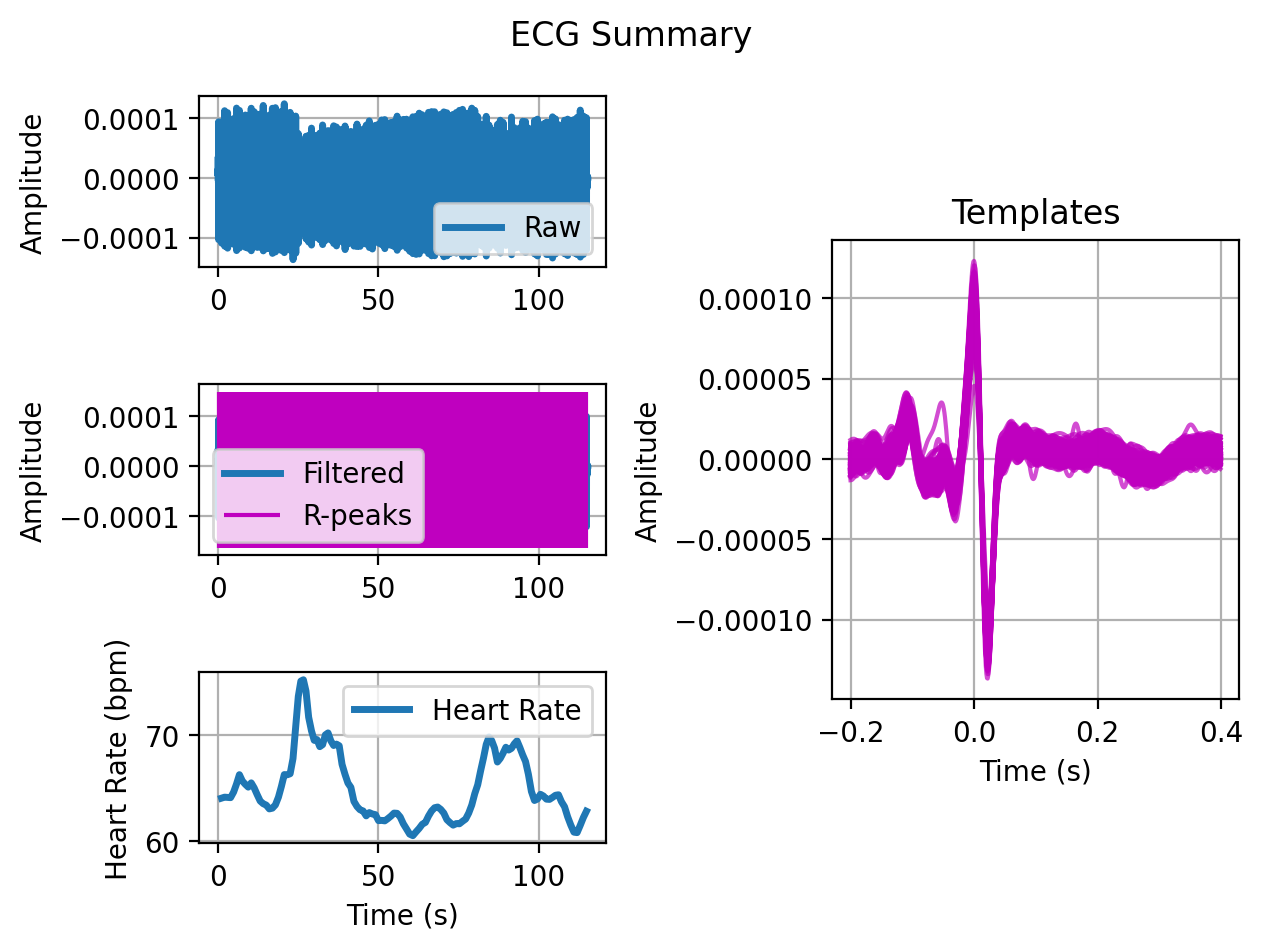 ECG Summary
Amplitude
0.0001
0.0000
−0.0001
Raw
0 50 100
Amplitude
0.0001
0.0000
−0.0001
Filtered
R-peaks
0 50 100
Heart Rate (bpm)
70
60
Heart Rate
0 50 100
Time (s)
Templates
Amplitude
0.00010
0.00005
0.00000
−0.00005
−0.00010
−0.2 0.0 0.2 0.4
Time (s)